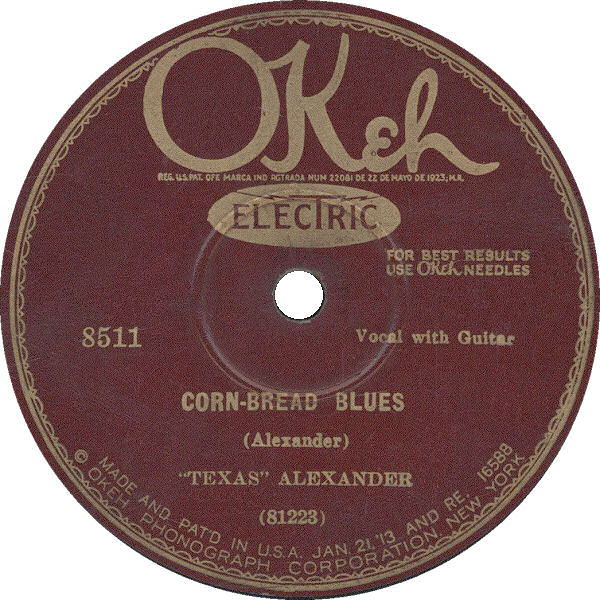 OKeh
REG. U.S. PAT. OFF. MARCA IND RGTRADA NUM 22081 DE 22 DE MAYO DE 1923; M.R.
ELECTRIC
FOR BEST RESULTS
USE OKeh NEEDLES
8511
Vocal with Guitar
CORN-BREAD BLUES
(Alexander)
"TEXAS" ALEXANDER
(81223)
© MADE AND PAT'D IN U.S.A. JAN. 21, '13 AND RE. 16588
OKEH PHONOGRAPH CORPORATION NEW YORK